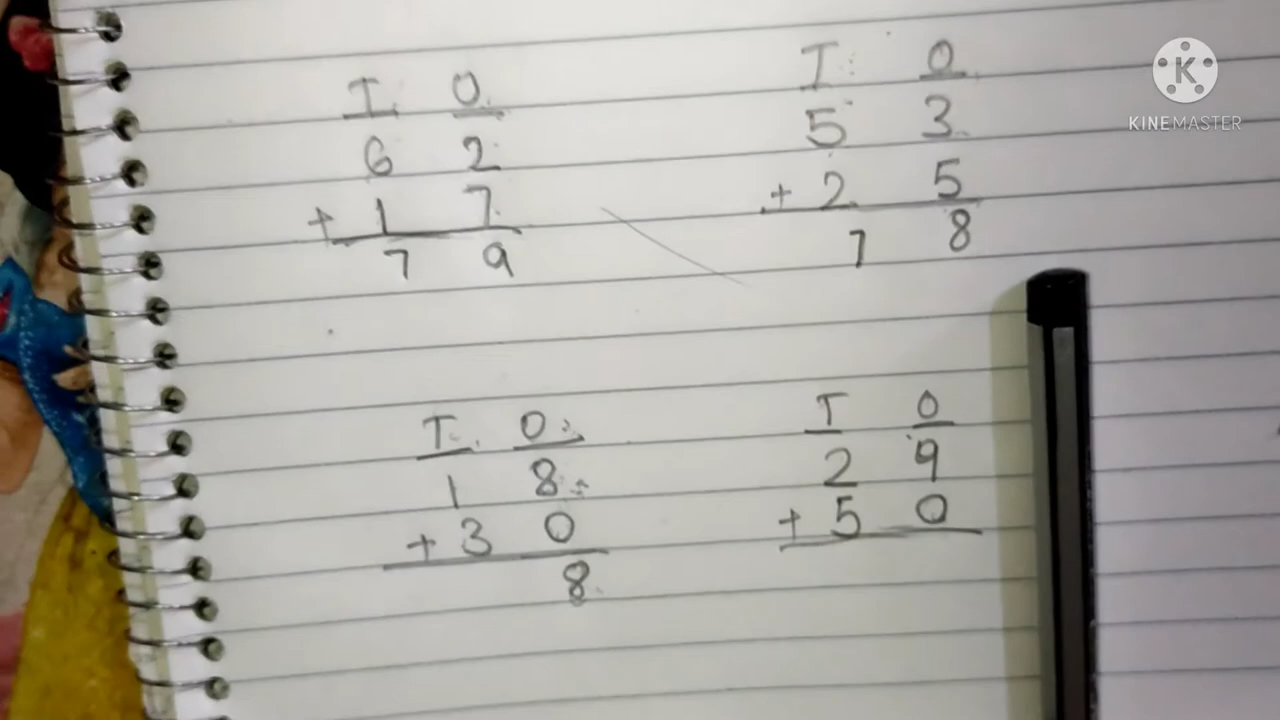 T O
6 2
+ 1 7
7 9
T O
5 3
+ 2 5
7 8
T O
1 8
+ 3 0
8
T O
2 9
+ 5 0
K
KINEMASTER